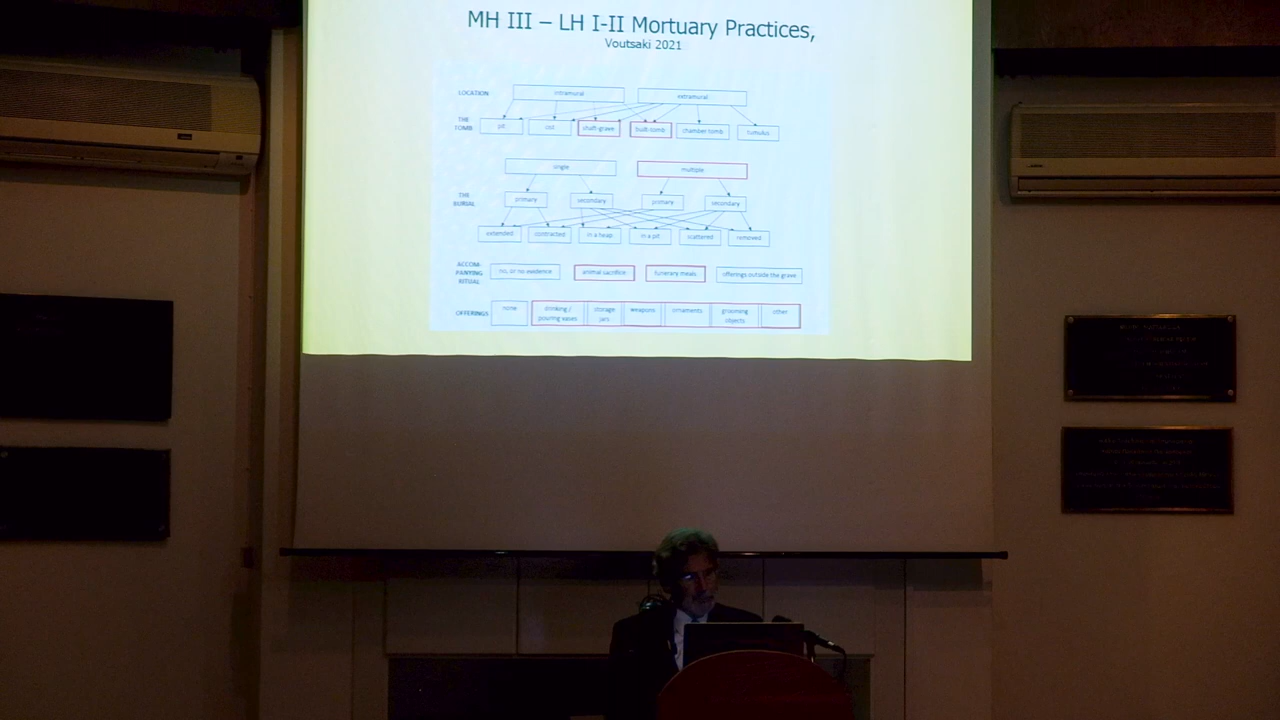 MH III – LH I-II Mortuary Practices,
Voutsaki 2021
LOCATION intramural extramural
THE TOMB pit cist shaft-grave built tomb chamber tomb tumulus
single multiple
THE BURIAL primary secondary primary secondary
extended contracted in a heap in a pit scattered removed
ACCOM-PANYING RITUAL no, or no evidence animal sacrifice funerary meals offerings outside the grave
OFFERINGS none drinking / pouring vases storage jars weapons ornaments grooming objects other